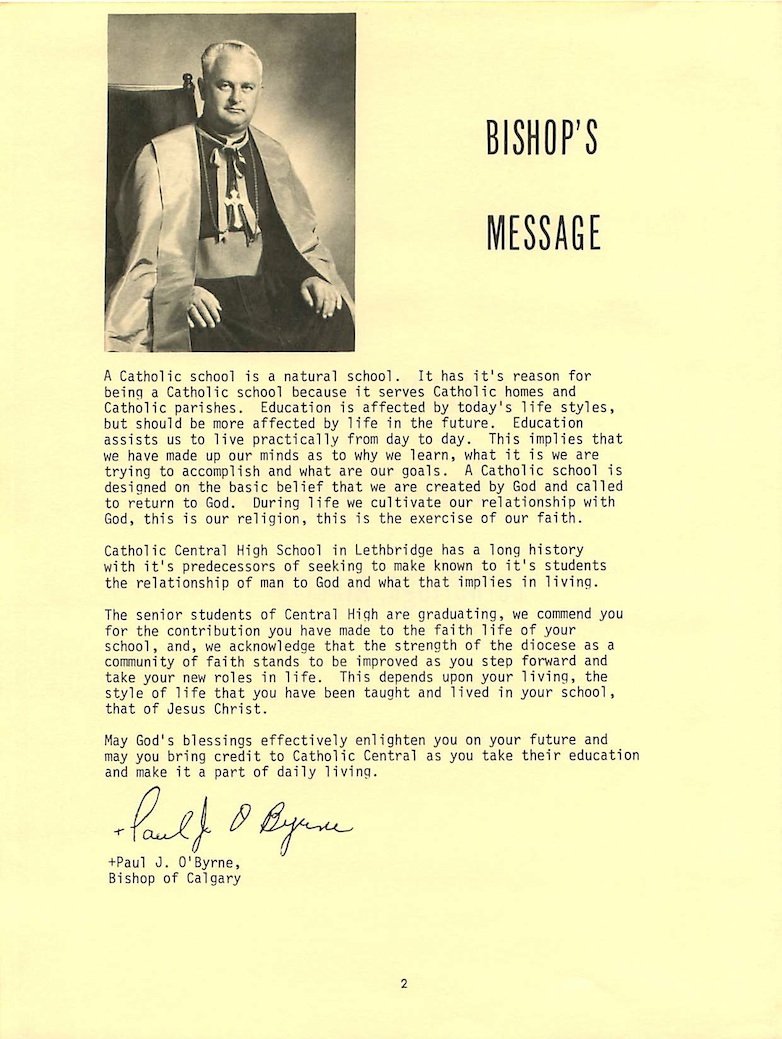 BISHOP'S
MESSAGE
A Catholic school is a natural school.  It has it's reason for
being a Catholic school because it serves Catholic homes and
Catholic parishes.  Education is affected by today's life styles,
but should be more affected by life in the future.  Education
assists us to live practically from day to day.  This implies that
we have made up our minds as to why we learn, what it is we are
trying to accomplish and what are our goals.  A Catholic school is
designed on the basic belief that we are created by God and called
to return to God.  During life we cultivate our relationship with
God, this is our religion, this is the exercise of our faith.
Catholic Central High School in Lethbridge has a long history
with it's predecessors of seeking to make known to it's students
the relationship of man to God and what that implies in living.
The senior students of Central High are graduating, we commend you
for the contribution you have made to the faith life of your
school, and, we acknowledge that the strength of the diocese as a
community of faith stands to be improved as you step forward and
take your new roles in life.  This depends upon your living, the
style of life that you have been taught and lived in your school,
that of Jesus Christ.
May God's blessings effectively enlighten you on your future and
may you bring credit to Catholic Central as you take their education
and make it a part of daily living.
+Paul J O Byrne
+Paul J. O'Byrne,
Bishop of Calgary
2